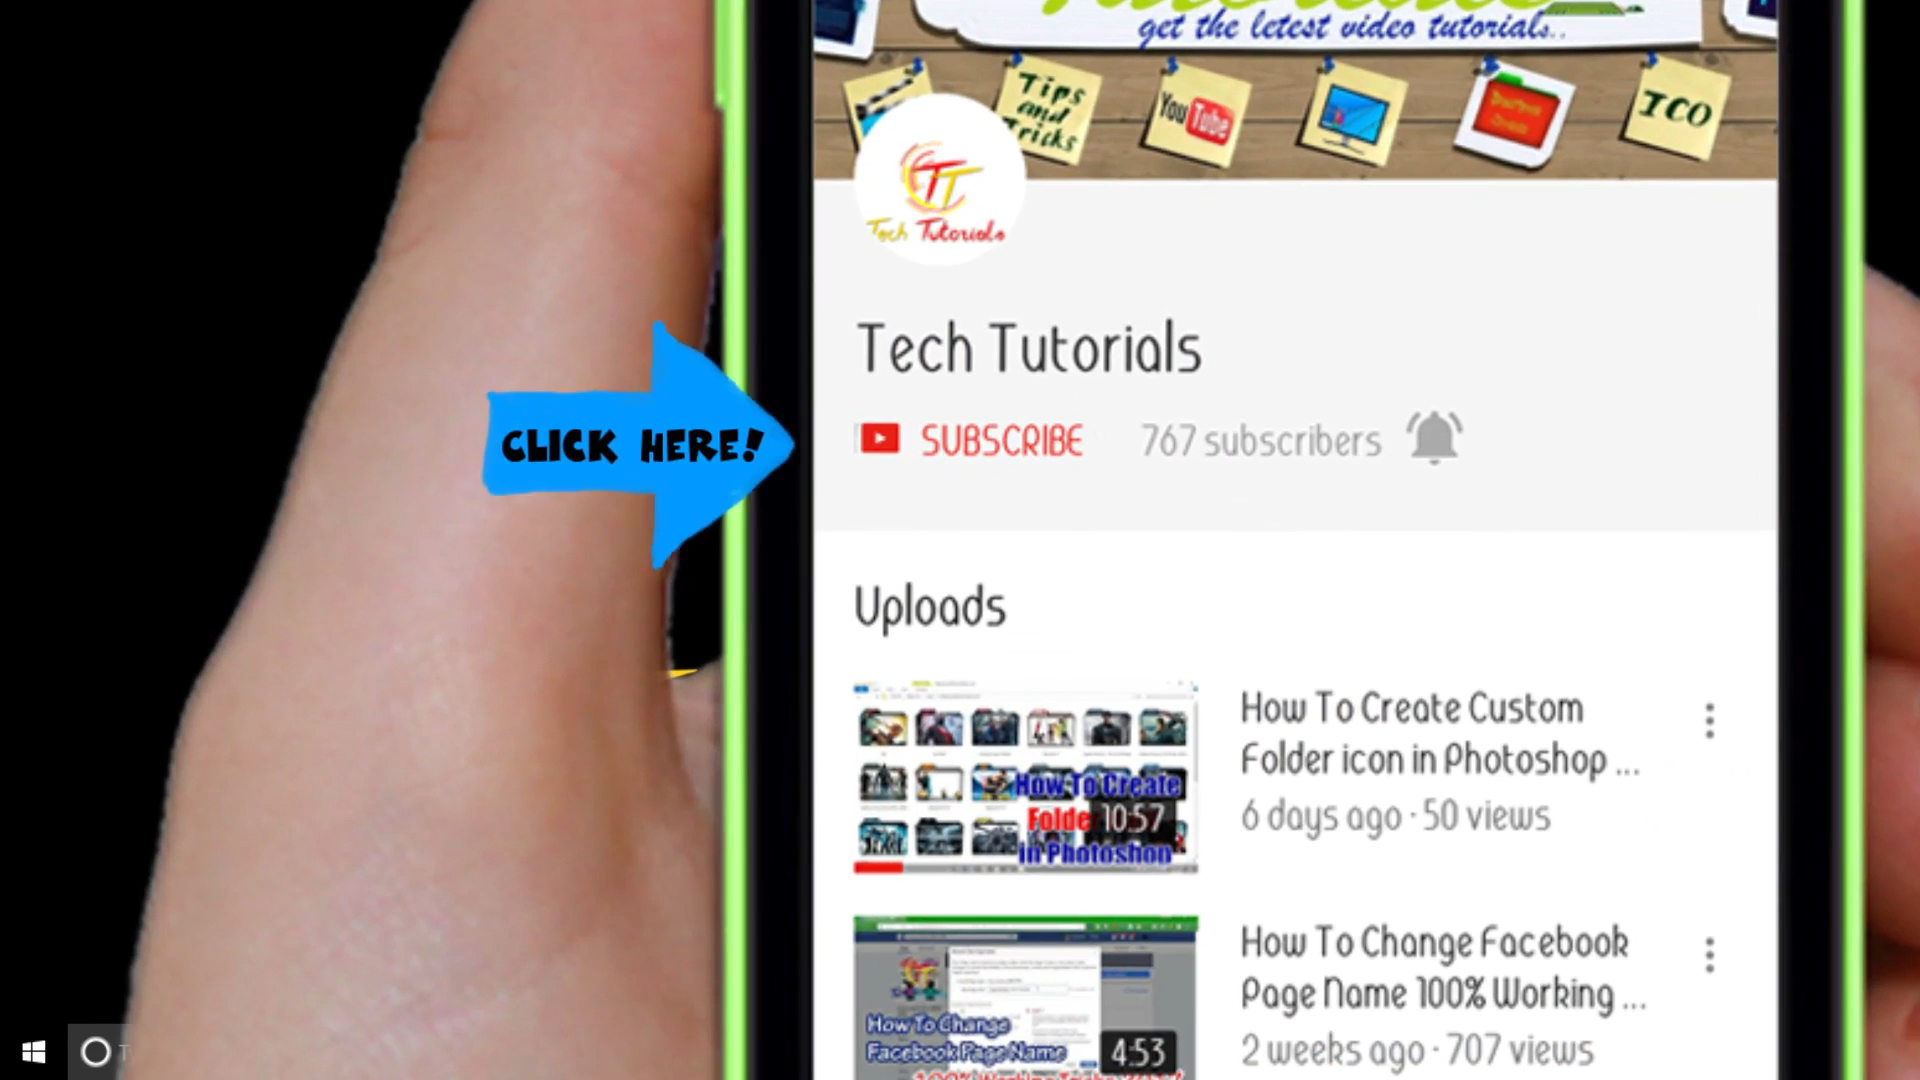 get the letest video tutorials..
Tips
and
Tricks
You Tube
ICO
Tech Tutorials
Tech Tutorials
CLICK HERE!
SUBSCRIBE 767 subscribers
Uploads
How To Create Custom
Folder icon in Photoshop ...
6 days ago · 50 views
How To Create
Folde
10:57
in Photoshop
How To Change Facebook
Page Name 100% Working ...
2 weeks ago · 707 views
How To Change
Facebook Page Name
4:53